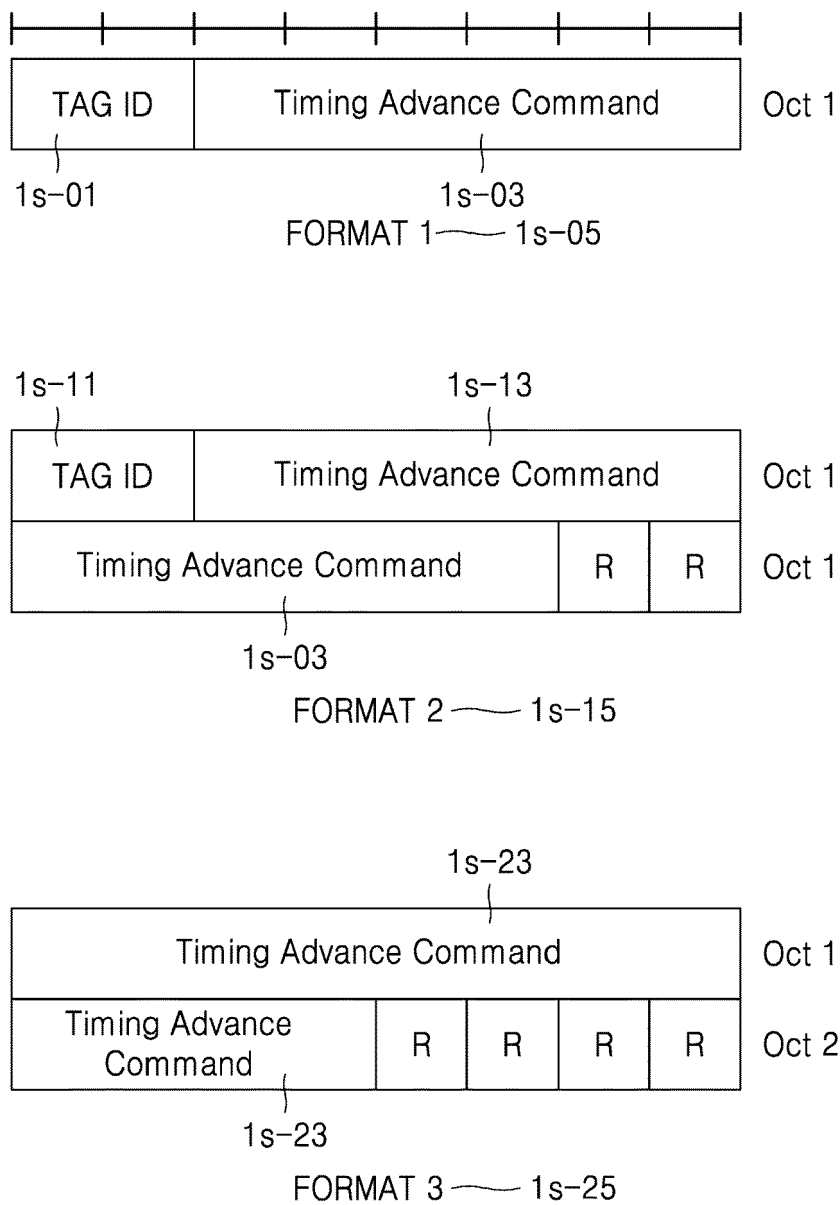 TAG ID Timing Advance Command Oct 1
1s-01 1s-03
FORMAT 1 1s-05
1s-11 1s-13
TAG ID Timing Advance Command Oct 1
Timing Advance Command R R Oct 1
1s-03
FORMAT 2 1s-15
1s-23
Timing Advance Command Oct 1
Timing Advance
Command R R R R Oct 2
1s-23
FORMAT 3 1s-25